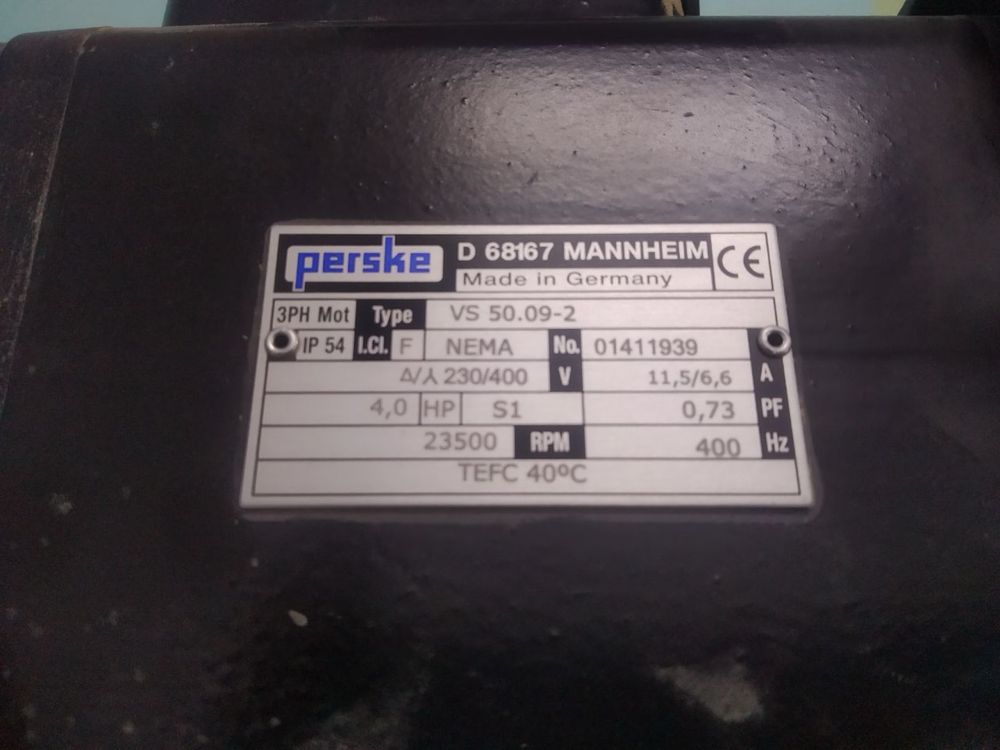 perske
D 68167 MANNHEIM
Made in Germany
CE
3PH Mot Type VS 50.09-2
IP 54 I.Cl. F NEMA No. 01411939
Δ/⅄ 230/400 V 11,5/6,6 A
4,0 HP S1 0,73 PF
23500 RPM 400 Hz
TEFC 40ºC